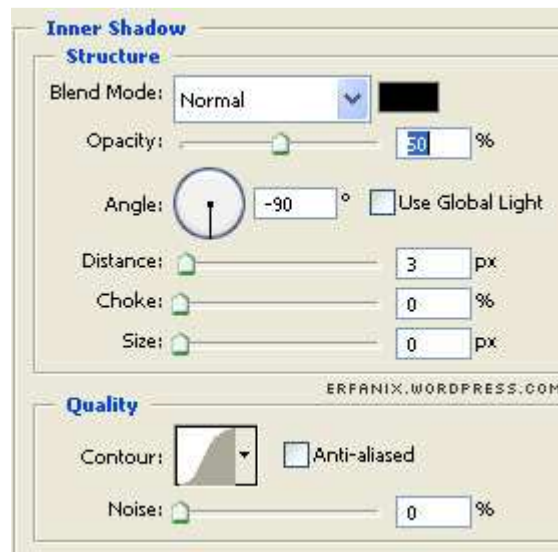 Inner Shadow
Structure
Blend Mode: Normal
Opacity: 50 %
Angle: -90 ° Use Global Light
Distance: 3 px
Choke: 0 %
Size: 0 px
ERFANIX.WORDPRESS.COM
Quality
Contour: Anti-aliased
Noise: 0 %